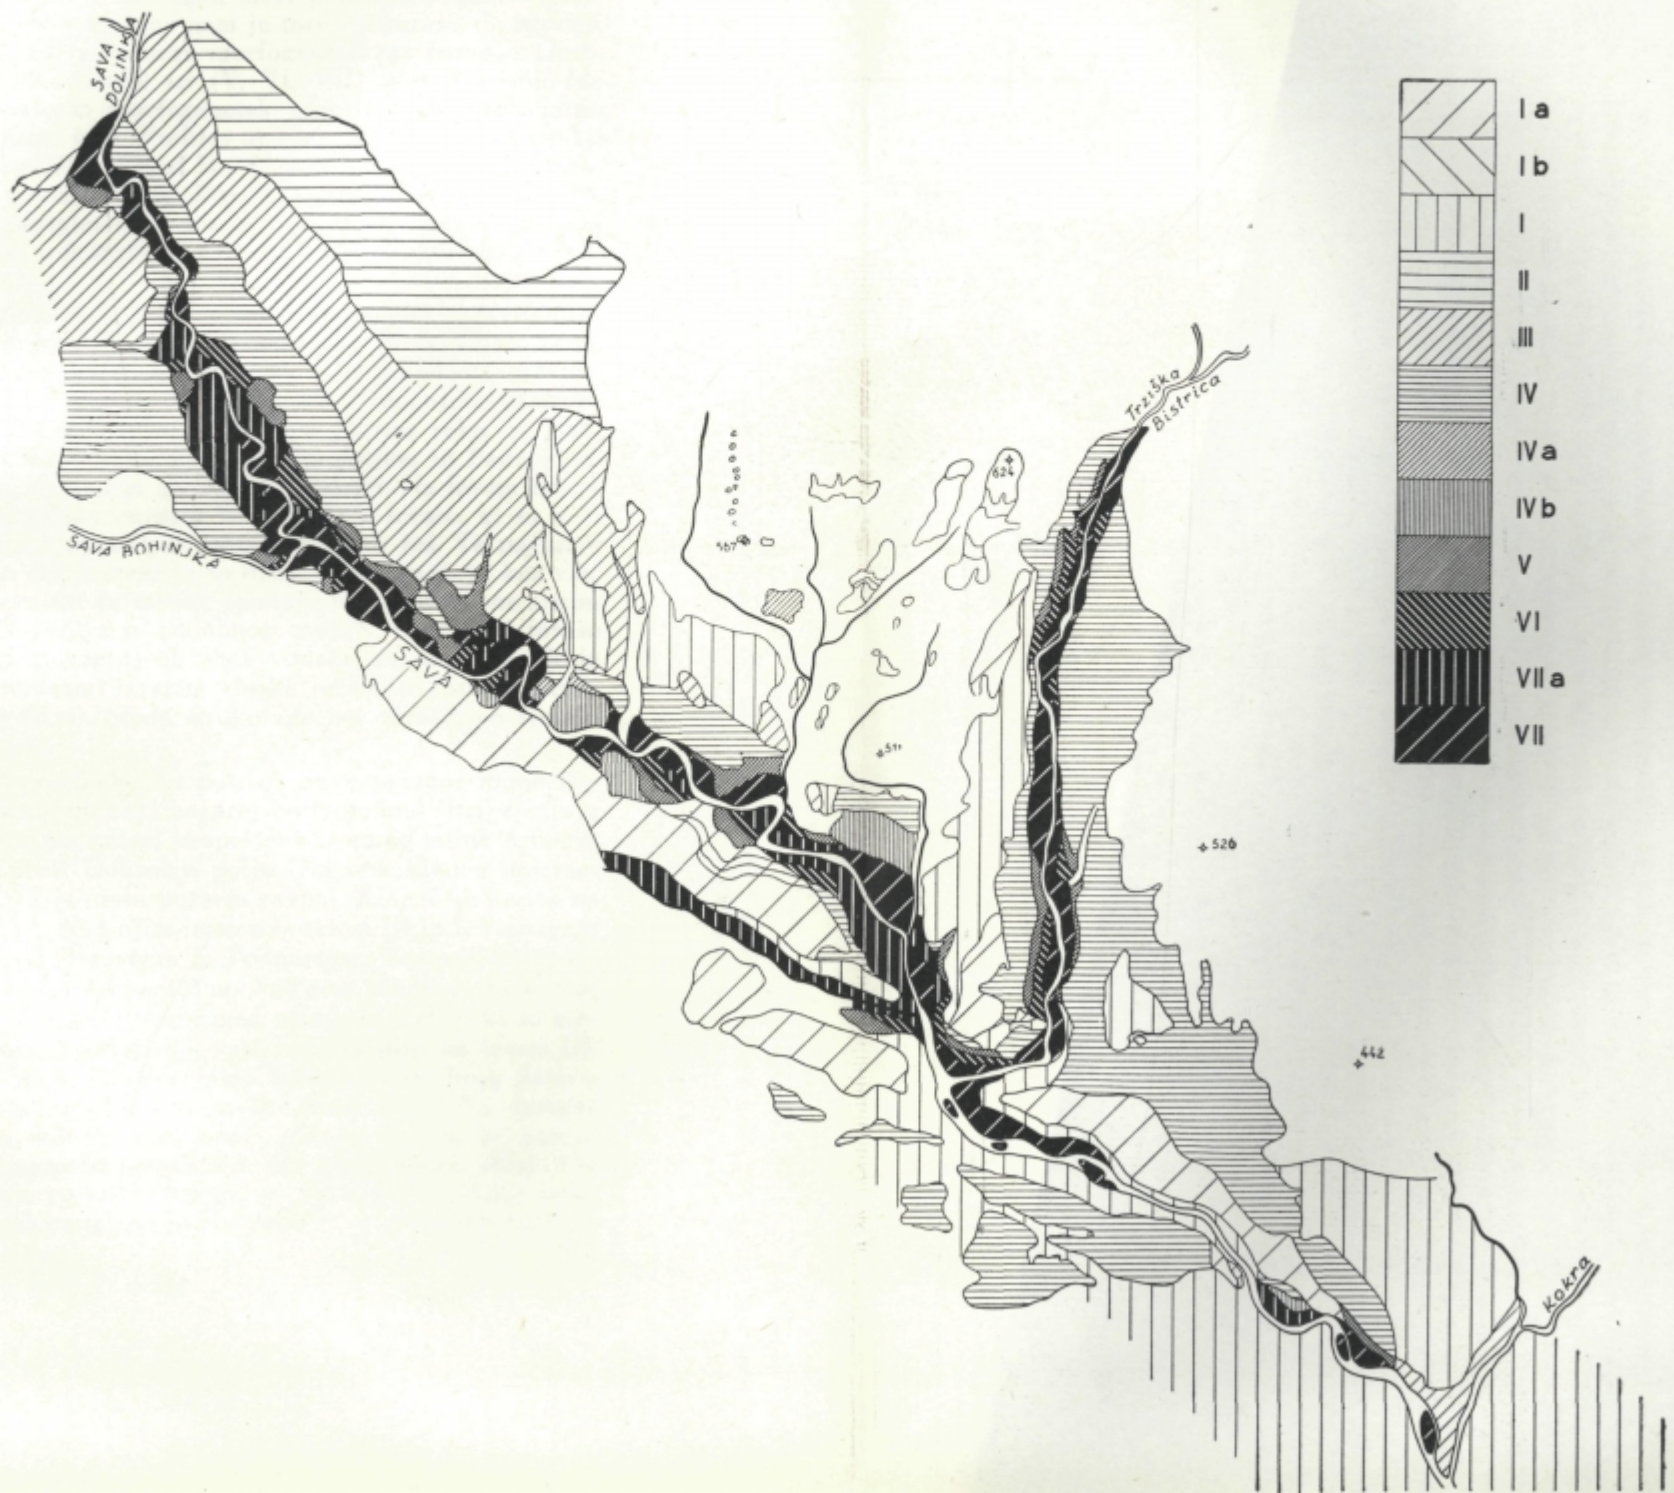 SAVA
DOLINKA
Ia
Ib
I
II
III
IV
IVa
IVb
V
VI
VIIa
VII
Tržiška
Bistrica
624
567
SAVA BOHINJKA
SAVA
511
526
442
Kokra